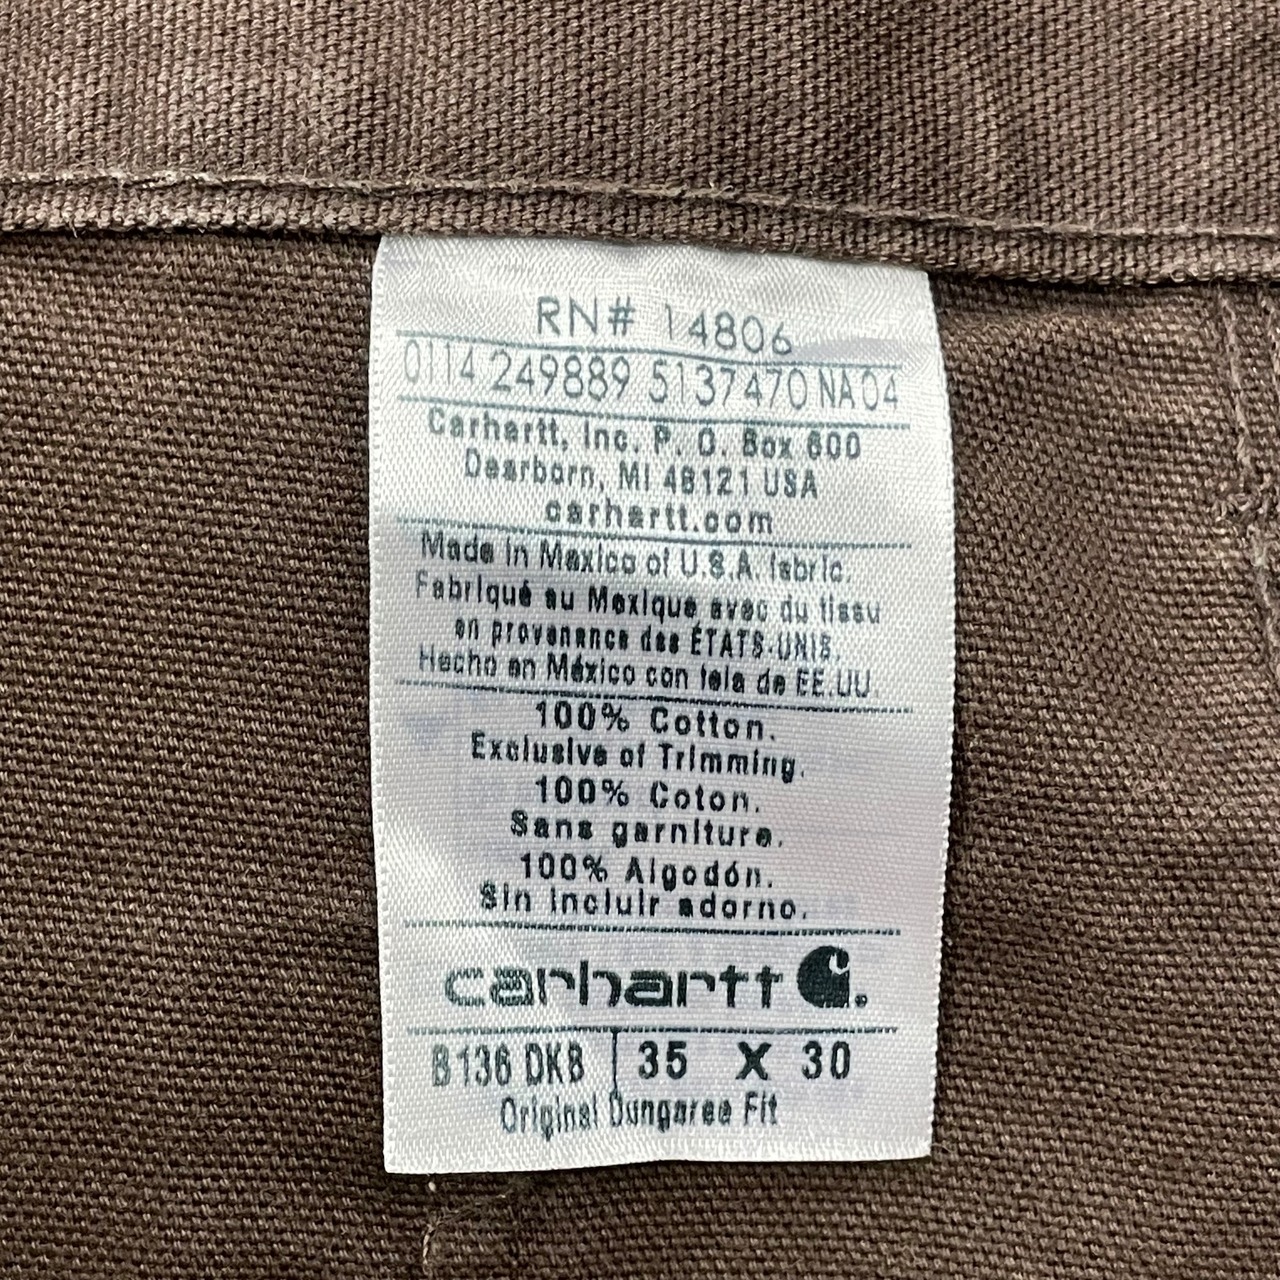 RN# 14806
0114 249889 5137470 NA04
Carhartt, Inc. P. O. Box 600
Dearborn, MI 48121 USA
carhartt.com
Made in Mexico of U.S.A. fabric.
Fabriqué au Mexique avec du tissu
en provenance des ÉTATS-UNIS.
Hecho en México con tela de EE.UU.
100% Cotton.
Exclusive of Trimming.
100% Coton.
Sans garniture.
100% Algodón.
Sin incluir adorno.
carhartt
B136 DKB 35 X 30
Original Dungaree Fit